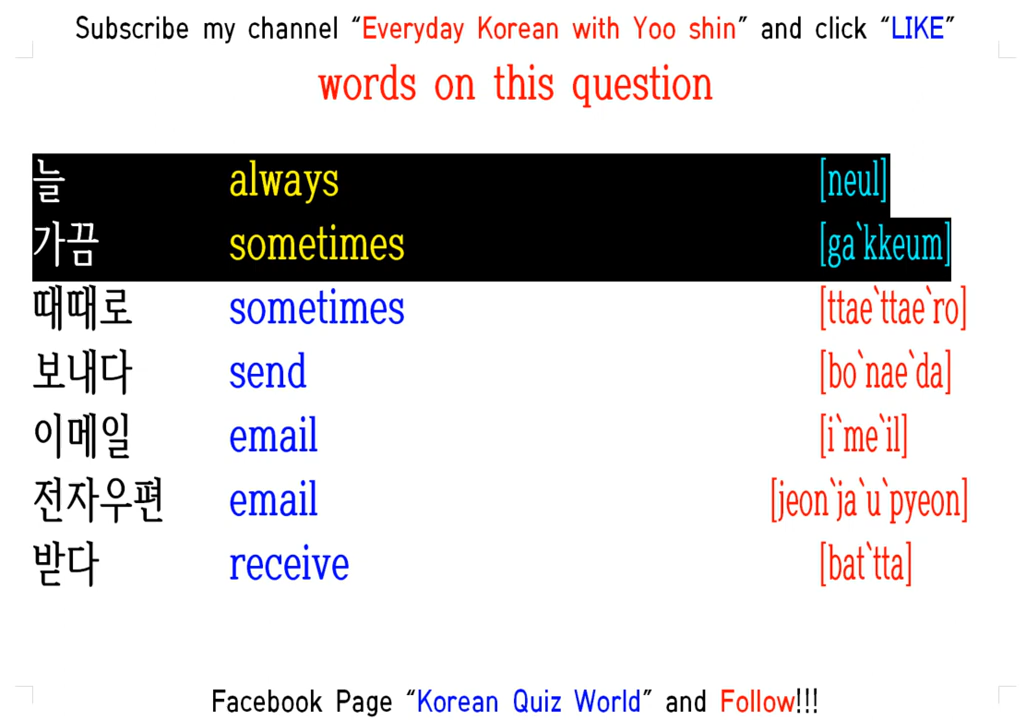 Subscribe my channel “Everyday Korean with Yoo shin” and click “LIKE”
words on this question
늘 always [neul]
가끔 sometimes [ga`kkeum]
때때로 sometimes [ttae`ttae`ro]
보내다 send [bo`nae`da]
이메일 email [i`me`il]
전자우편 email [jeon`ja`u`pyeon]
받다 receive [bat`tta]
Facebook Page “Korean Quiz World” and Follow!!!